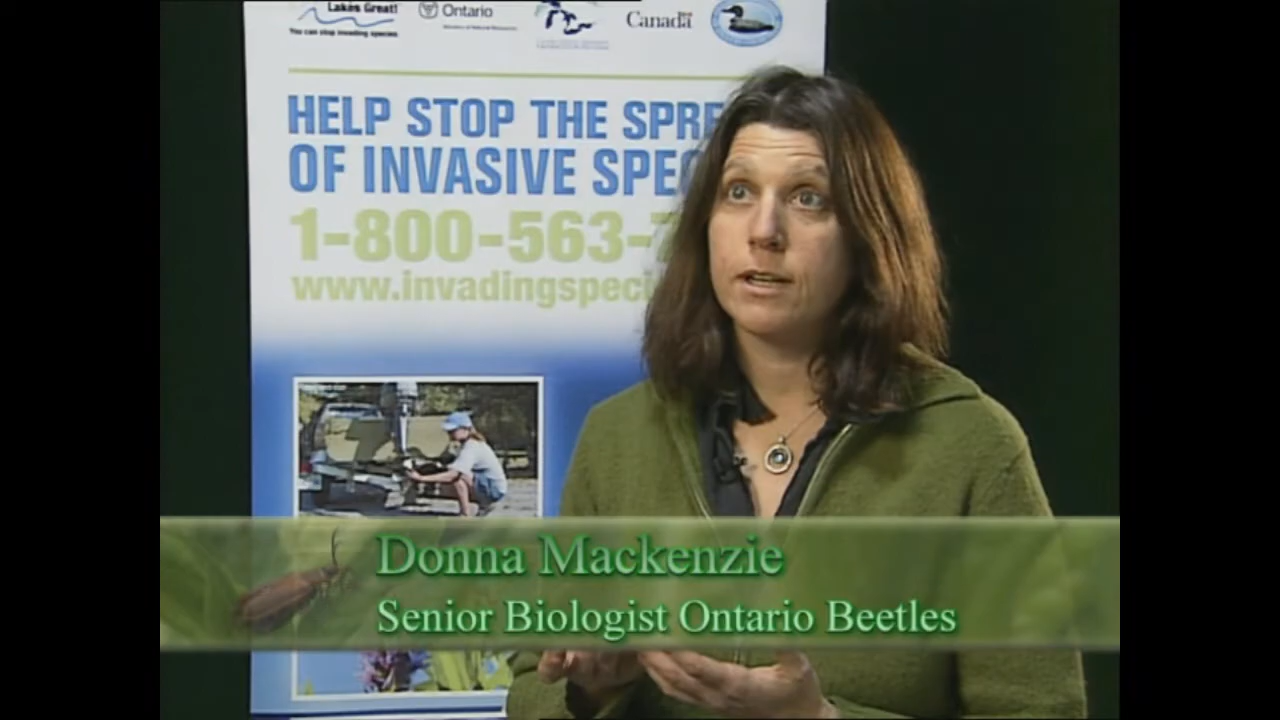 Lakes Great!
You can stop invading species
Ontario
Canada
HELP STOP THE SPRE
OF INVASIVE SPEC
1-800-563-7
www.invadingspeci
Donna Mackenzie
Senior Biologist Ontario Beetles